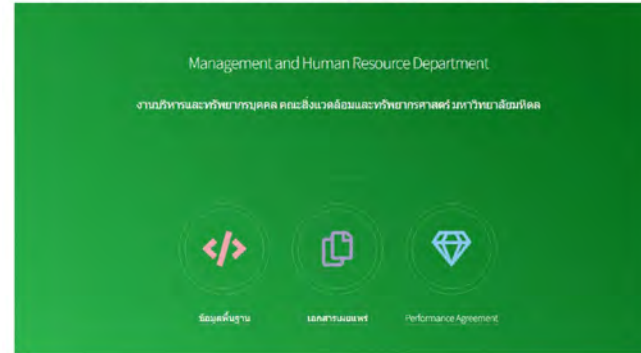 Management and Human Resource Department
งานบริหารและทรัพยากรบุคคล คณะสิ่งแวดล้อมและทรัพยากรศาสตร์ มหาวิทยาลัยมหิดล
ข้อมูลพื้นฐาน
เอกสารเผยแพร่
Performance Agreement